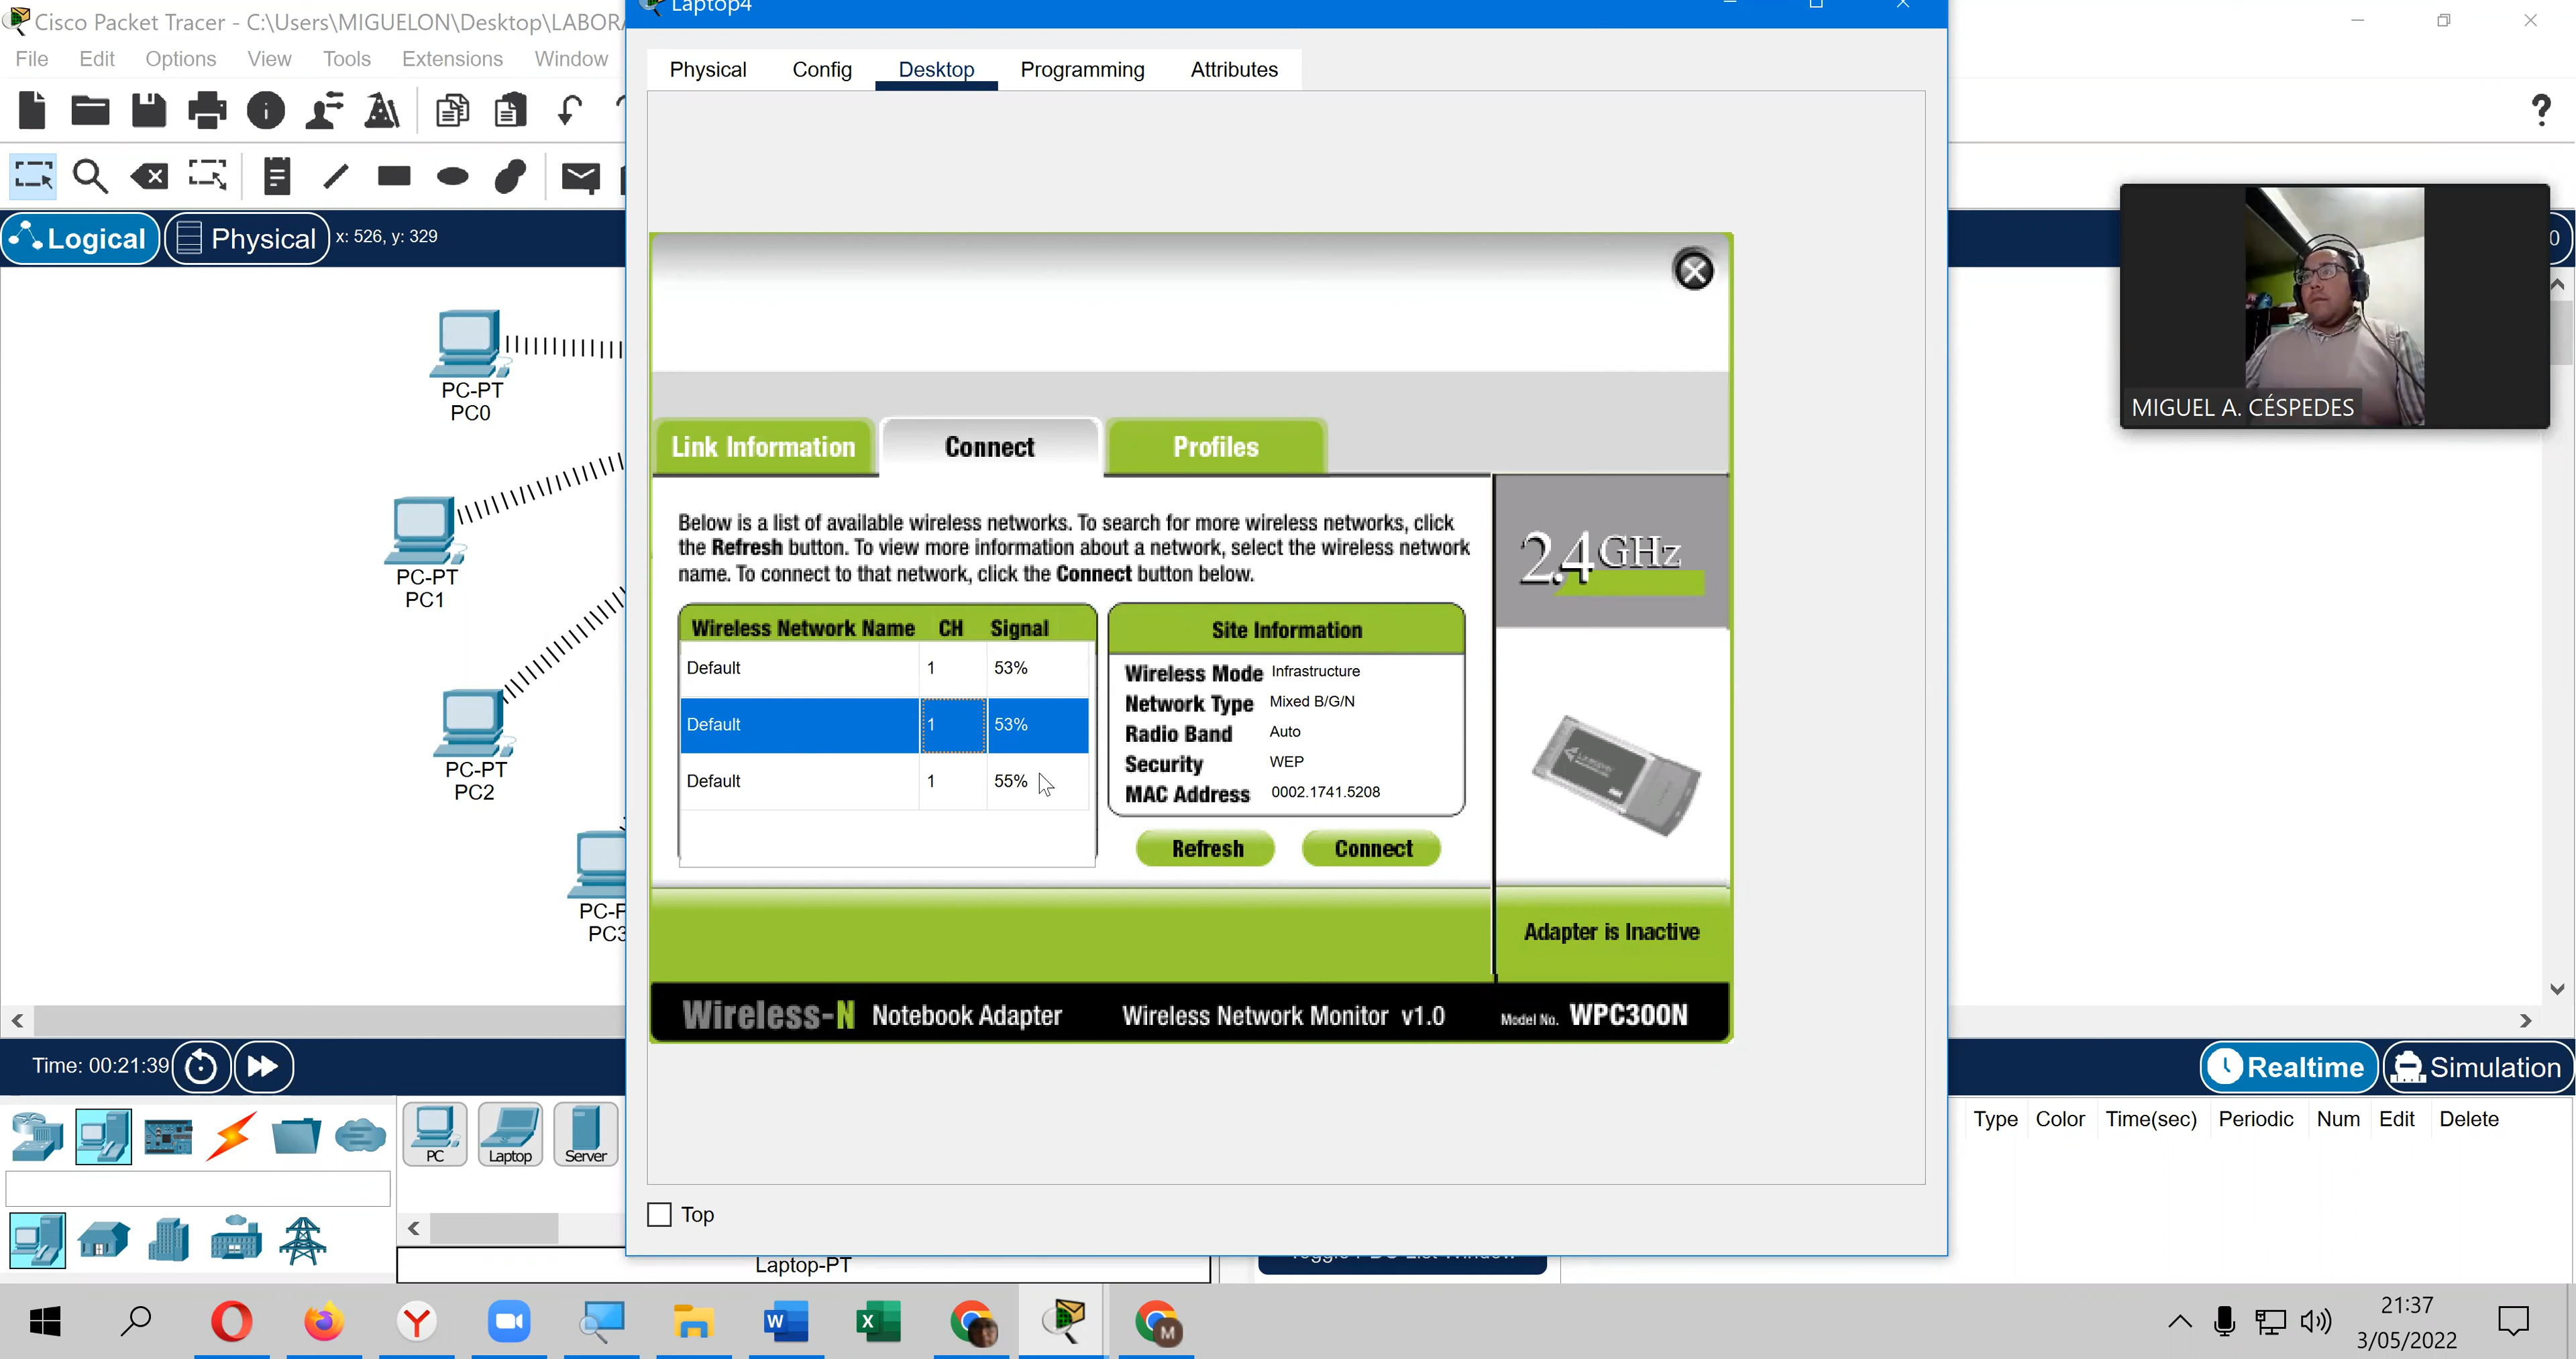 Cisco Packet Tracer - C:\Users\MIGUELON\Desktop\LABORA
Laptop4
File Edit Options View Tools Extensions Window
Physical Config Desktop Programming Attributes
Logical Physical x: 526, y: 329
PC-PT
PC0
PC-PT
PC1
PC-PT
PC2
PC-P
PC3
MIGUEL A. CÉSPEDES
Link Information Connect Profiles
Below is a list of available wireless networks. To search for more wireless networks, click
the Refresh button. To view more information about a network, select the wireless network
name. To connect to that network, click the Connect button below.
2.4GHz
Wireless Network Name CH Signal
Default 1 53%
Default 1 53%
Default 1 55%
Site Information
Wireless Mode Infrastructure
Network Type Mixed B/G/N
Radio Band Auto
Security WEP
MAC Address 0002.1741.5208
Refresh Connect
Adapter is Inactive
Wireless-N Notebook Adapter Wireless Network Monitor v1.0 Model No. WPC300N
Top
Time: 00:21:39
Realtime Simulation
PC Laptop Server
Type Color Time(sec) Periodic Num Edit Delete
Laptop-PT
21:37
3/05/2022